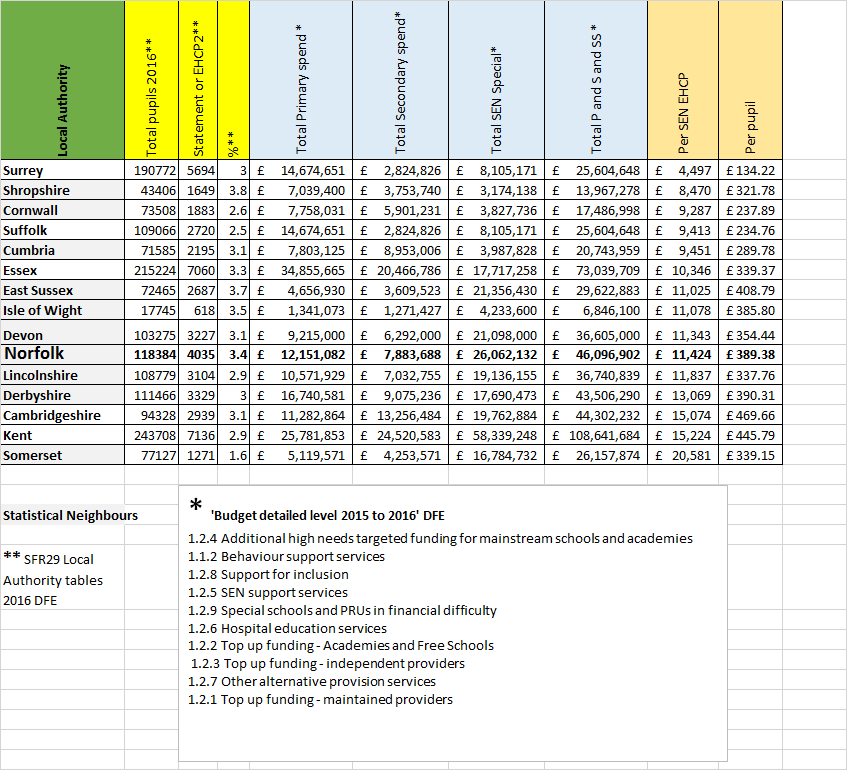 Local Authority Total pupils 2016** Statement or EHCP2** %** Total Primary spend * Total Secondary spend* Total SEN Special* Total P and S and SS * Per SEN EHCP Per pupil
Surrey 190772 5694 3 £ 14,674,651 £ 2,824,826 £ 8,105,171 £ 25,604,648 £ 4,497 £ 134.22
Shropshire 43406 1649 3.8 £ 7,039,400 £ 3,753,740 £ 3,174,138 £ 13,967,278 £ 8,470 £ 321.78
Cornwall 73508 1883 2.6 £ 7,758,031 £ 5,901,231 £ 3,827,736 £ 17,486,998 £ 9,287 £ 237.89
Suffolk 109066 2720 2.5 £ 14,674,651 £ 2,824,826 £ 8,105,171 £ 25,604,648 £ 9,413 £ 234.76
Cumbria 71585 2195 3.1 £ 7,803,125 £ 8,953,006 £ 3,987,828 £ 20,743,959 £ 9,451 £ 289.78
Essex 215224 7060 3.3 £ 34,855,665 £ 20,466,786 £ 17,717,258 £ 73,039,709 £ 10,346 £ 339.37
East Sussex 72465 2687 3.7 £ 4,656,930 £ 3,609,523 £ 21,356,430 £ 29,622,883 £ 11,025 £ 408.79
Isle of Wight 17745 618 3.5 £ 1,341,073 £ 1,271,427 £ 4,233,600 £ 6,846,100 £ 11,078 £ 385.80
Devon 103275 3227 3.1 £ 9,215,000 £ 6,292,000 £ 21,098,000 £ 36,605,000 £ 11,343 £ 354.44
Norfolk 118384 4035 3.4 £ 12,151,082 £ 7,883,688 £ 26,062,132 £ 46,096,902 £ 11,424 £ 389.38
Lincolnshire 108779 3104 2.9 £ 10,571,929 £ 7,032,755 £ 19,136,155 £ 36,740,839 £ 11,837 £ 337.76
Derbyshire 111466 3329 3 £ 16,740,581 £ 9,075,236 £ 17,690,473 £ 43,506,290 £ 13,069 £ 390.31
Cambridgeshire 94328 2939 3.1 £ 11,282,864 £ 13,256,484 £ 19,762,884 £ 44,302,232 £ 15,074 £ 469.66
Kent 243708 7136 2.9 £ 25,781,853 £ 24,520,583 £ 58,339,248 £ 108,641,684 £ 15,224 £ 445.79
Somerset 77127 1271 1.6 £ 5,119,571 £ 4,253,571 £ 16,784,732 £ 26,157,874 £ 20,581 £ 339.15
Statistical Neighbours
** SFR29 Local
Authority tables
2016 DFE
* 'Budget detailed level 2015 to 2016' DFE
1.2.4 Additional high needs targeted funding for mainstream schools and academies
1.1.2 Behaviour support services
1.2.8 Support for inclusion
1.2.5 SEN support services
1.2.9 Special schools and PRUs in financial difficulty
1.2.6 Hospital education services
1.2.2 Top up funding - Academies and Free Schools
1.2.3 Top up funding - independent providers
1.2.7 Other alternative provision services
1.2.1 Top up funding - maintained providers